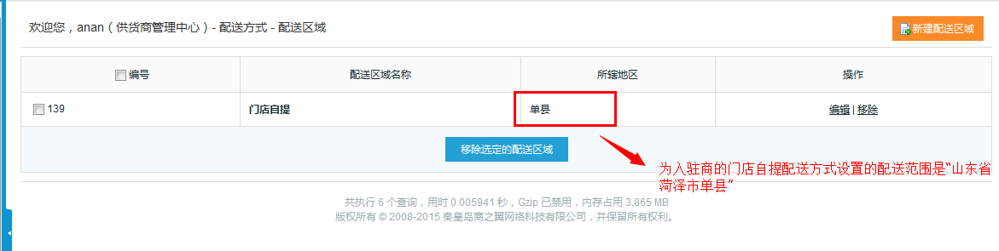 欢迎您，anan（供货商管理中心）- 配送方式 - 配送区域
新建配送区域
编号 配送区域名称 所辖地区 操作
139 门店自提 单县 编辑 | 移除
移除选定的配送区域
为入驻商的门店自提配送方式设置的配送范围是“山东省
菏泽市单县”
共执行 6 个查询，用时 0.005941 秒，Gzip 已禁用，内存占用 3.865 MB
版权所有 © 2008-2015 秦皇岛商之翼网络科技有限公司，并保留所有权利。